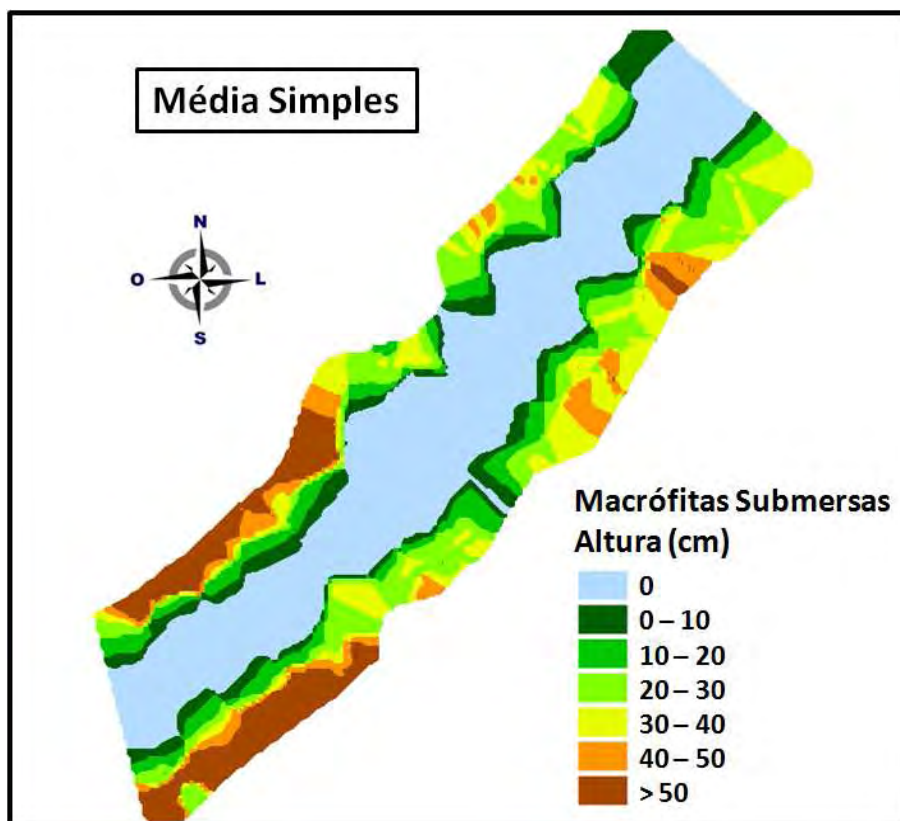 Média Simples
N
O
L
S
Macrófitas Submersas
Altura (cm)
0
0 – 10
10 – 20
20 – 30
30 – 40
40 – 50
> 50